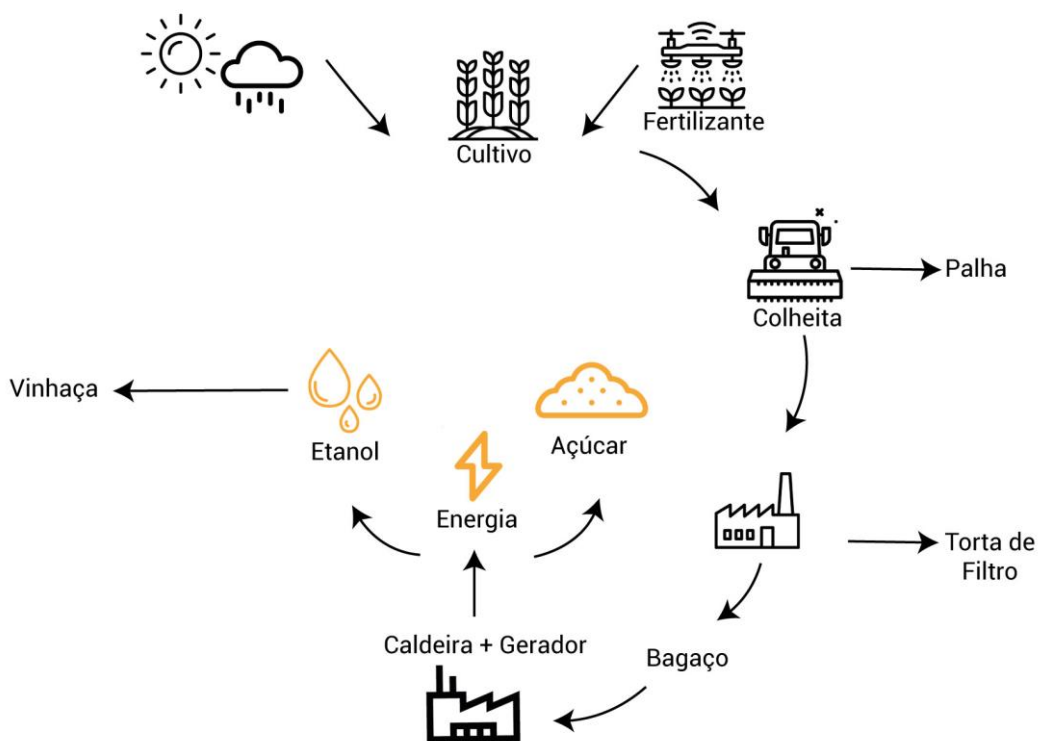 Cultivo
Fertilizante
Palha
Colheita
Vinhaça
Etanol
Açúcar
Energia
Torta de
Filtro
Caldeira + Gerador
Bagaço